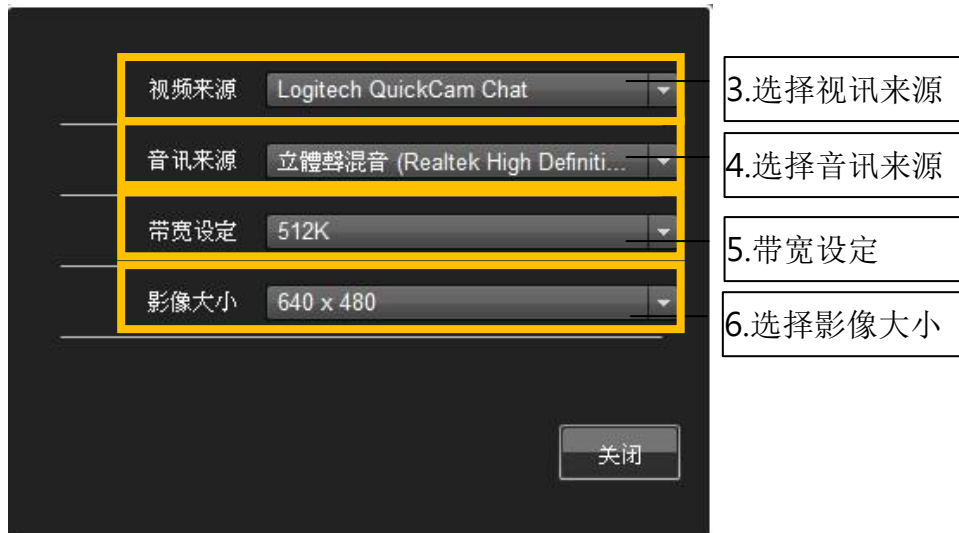 视频来源 Logitech QuickCam Chat
3.选择视讯来源
音讯来源 立體聲混音 (Realtek High Definiti...
4.选择音讯来源
带宽设定 512K
5.带宽设定
影像大小 640 x 480
6.选择影像大小
关闭